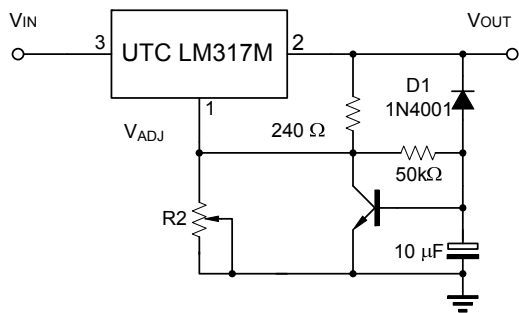 VIN
VOUT
3
UTC LM317M
2
1
D1
1N4001
VADJ
240 Ω
50kΩ
R2
10 μF